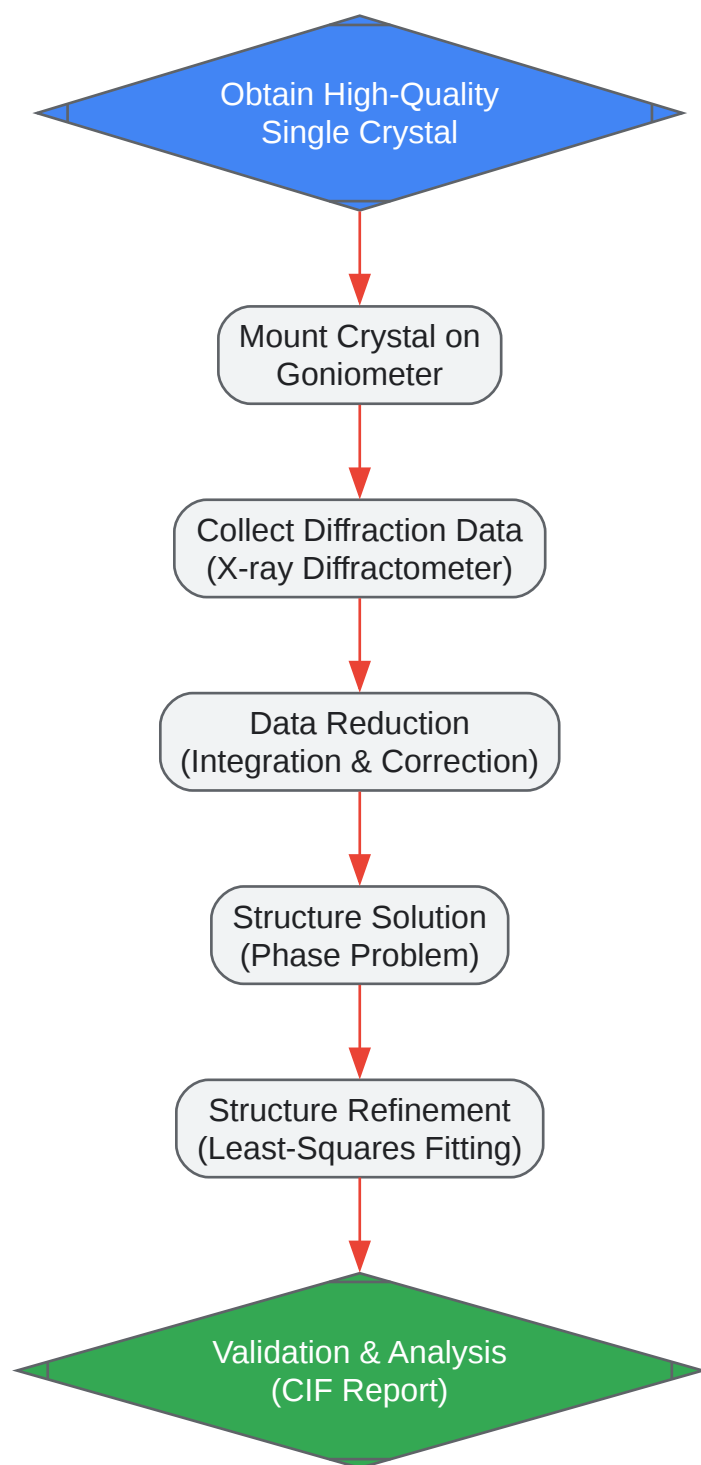 Obtain High-Quality
Single Crystal
Mount Crystal on
Goniometer
Collect Diffraction Data
(X-ray Diffractometer)
Data Reduction
(Integration & Correction)
Structure Solution
(Phase Problem)
Structure Refinement
(Least-Squares Fitting)
Validation & Analysis
(CIF Report)